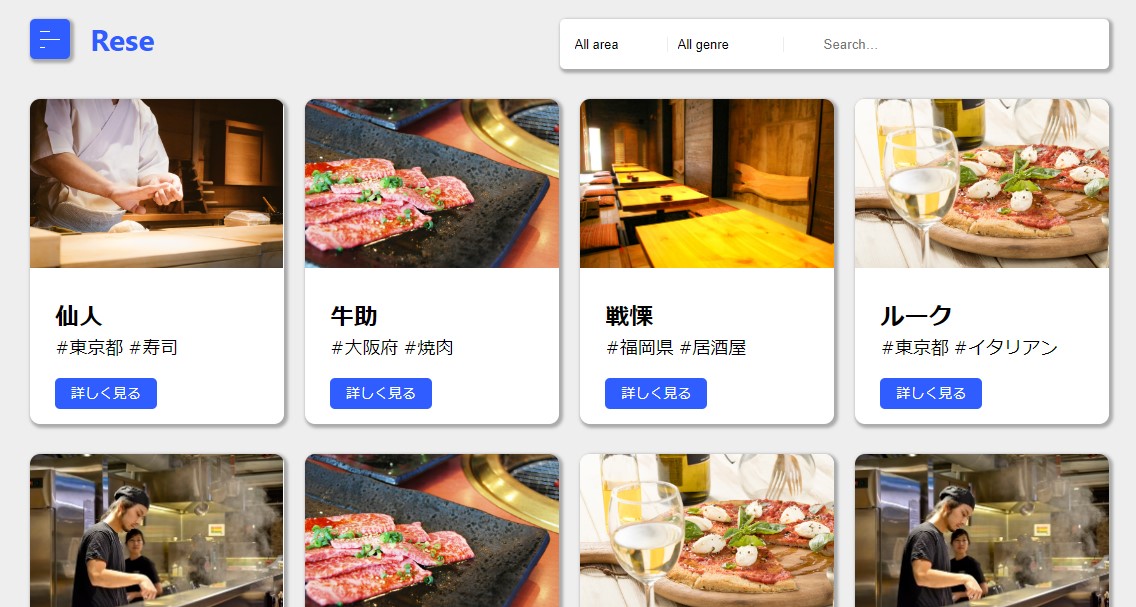 Rese
All area
All genre
Search...
仙人
#東京都 #寿司
詳しく見る
牛助
#大阪府 #焼肉
詳しく見る
戦慄
#福岡県 #居酒屋
詳しく見る
ルーク
#東京都 #イタリアン
詳しく見る